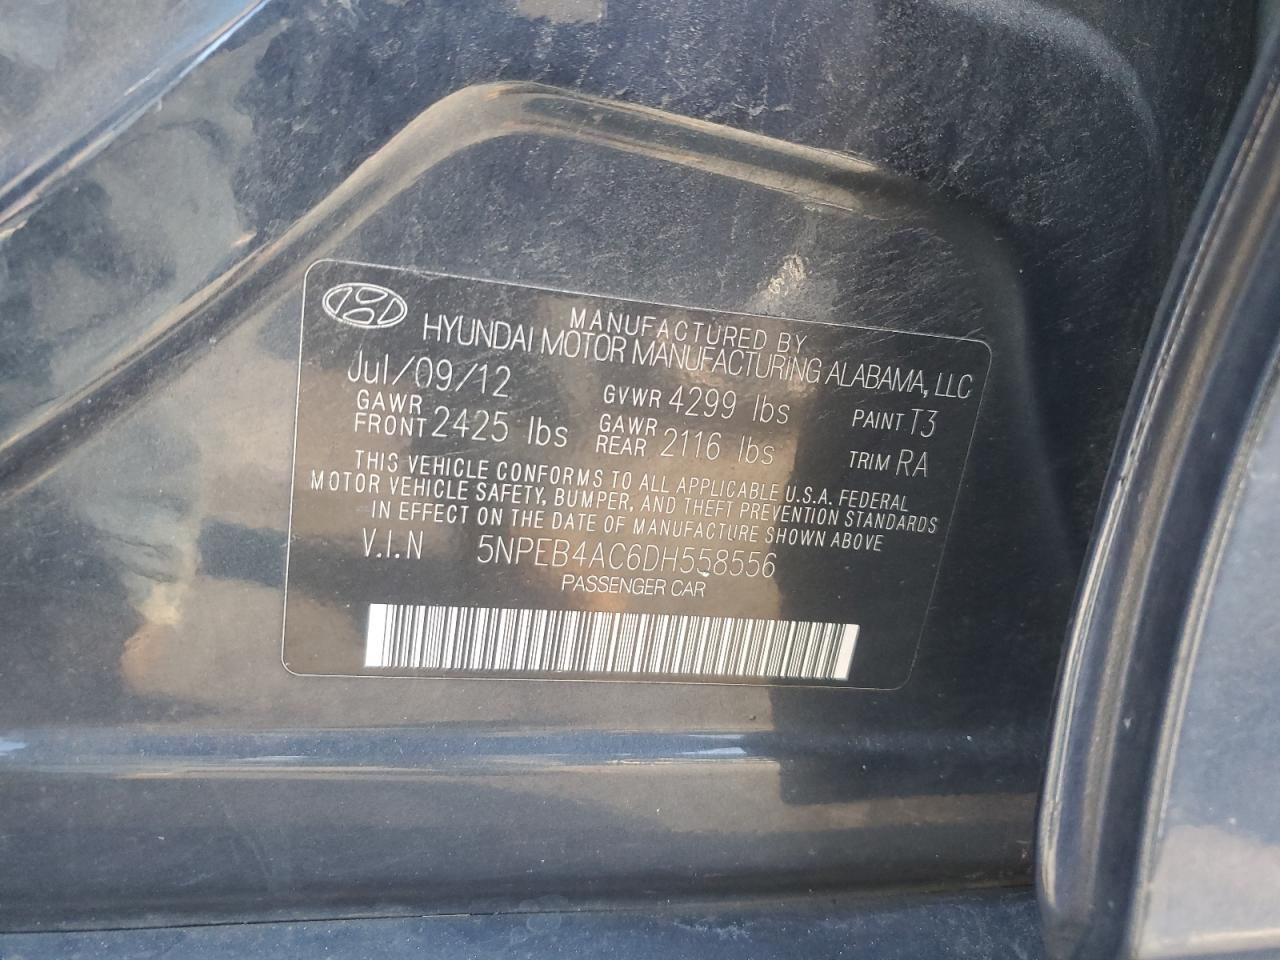 MANUFACTURED BY
HYUNDAI MOTOR MANUFACTURING ALABAMA, LLC
Jul/09/12 GVWR 4299 lbs PAINT T3
GAWR FRONT 2425 lbs GAWR REAR 2116 lbs TRIM RA
THIS VEHICLE CONFORMS TO ALL APPLICABLE U.S.A. FEDERAL
MOTOR VEHICLE SAFETY, BUMPER, AND THEFT PREVENTION STANDARDS
IN EFFECT ON THE DATE OF MANUFACTURE SHOWN ABOVE
V.I.N 5NPEB4AC6DH558556
PASSENGER CAR